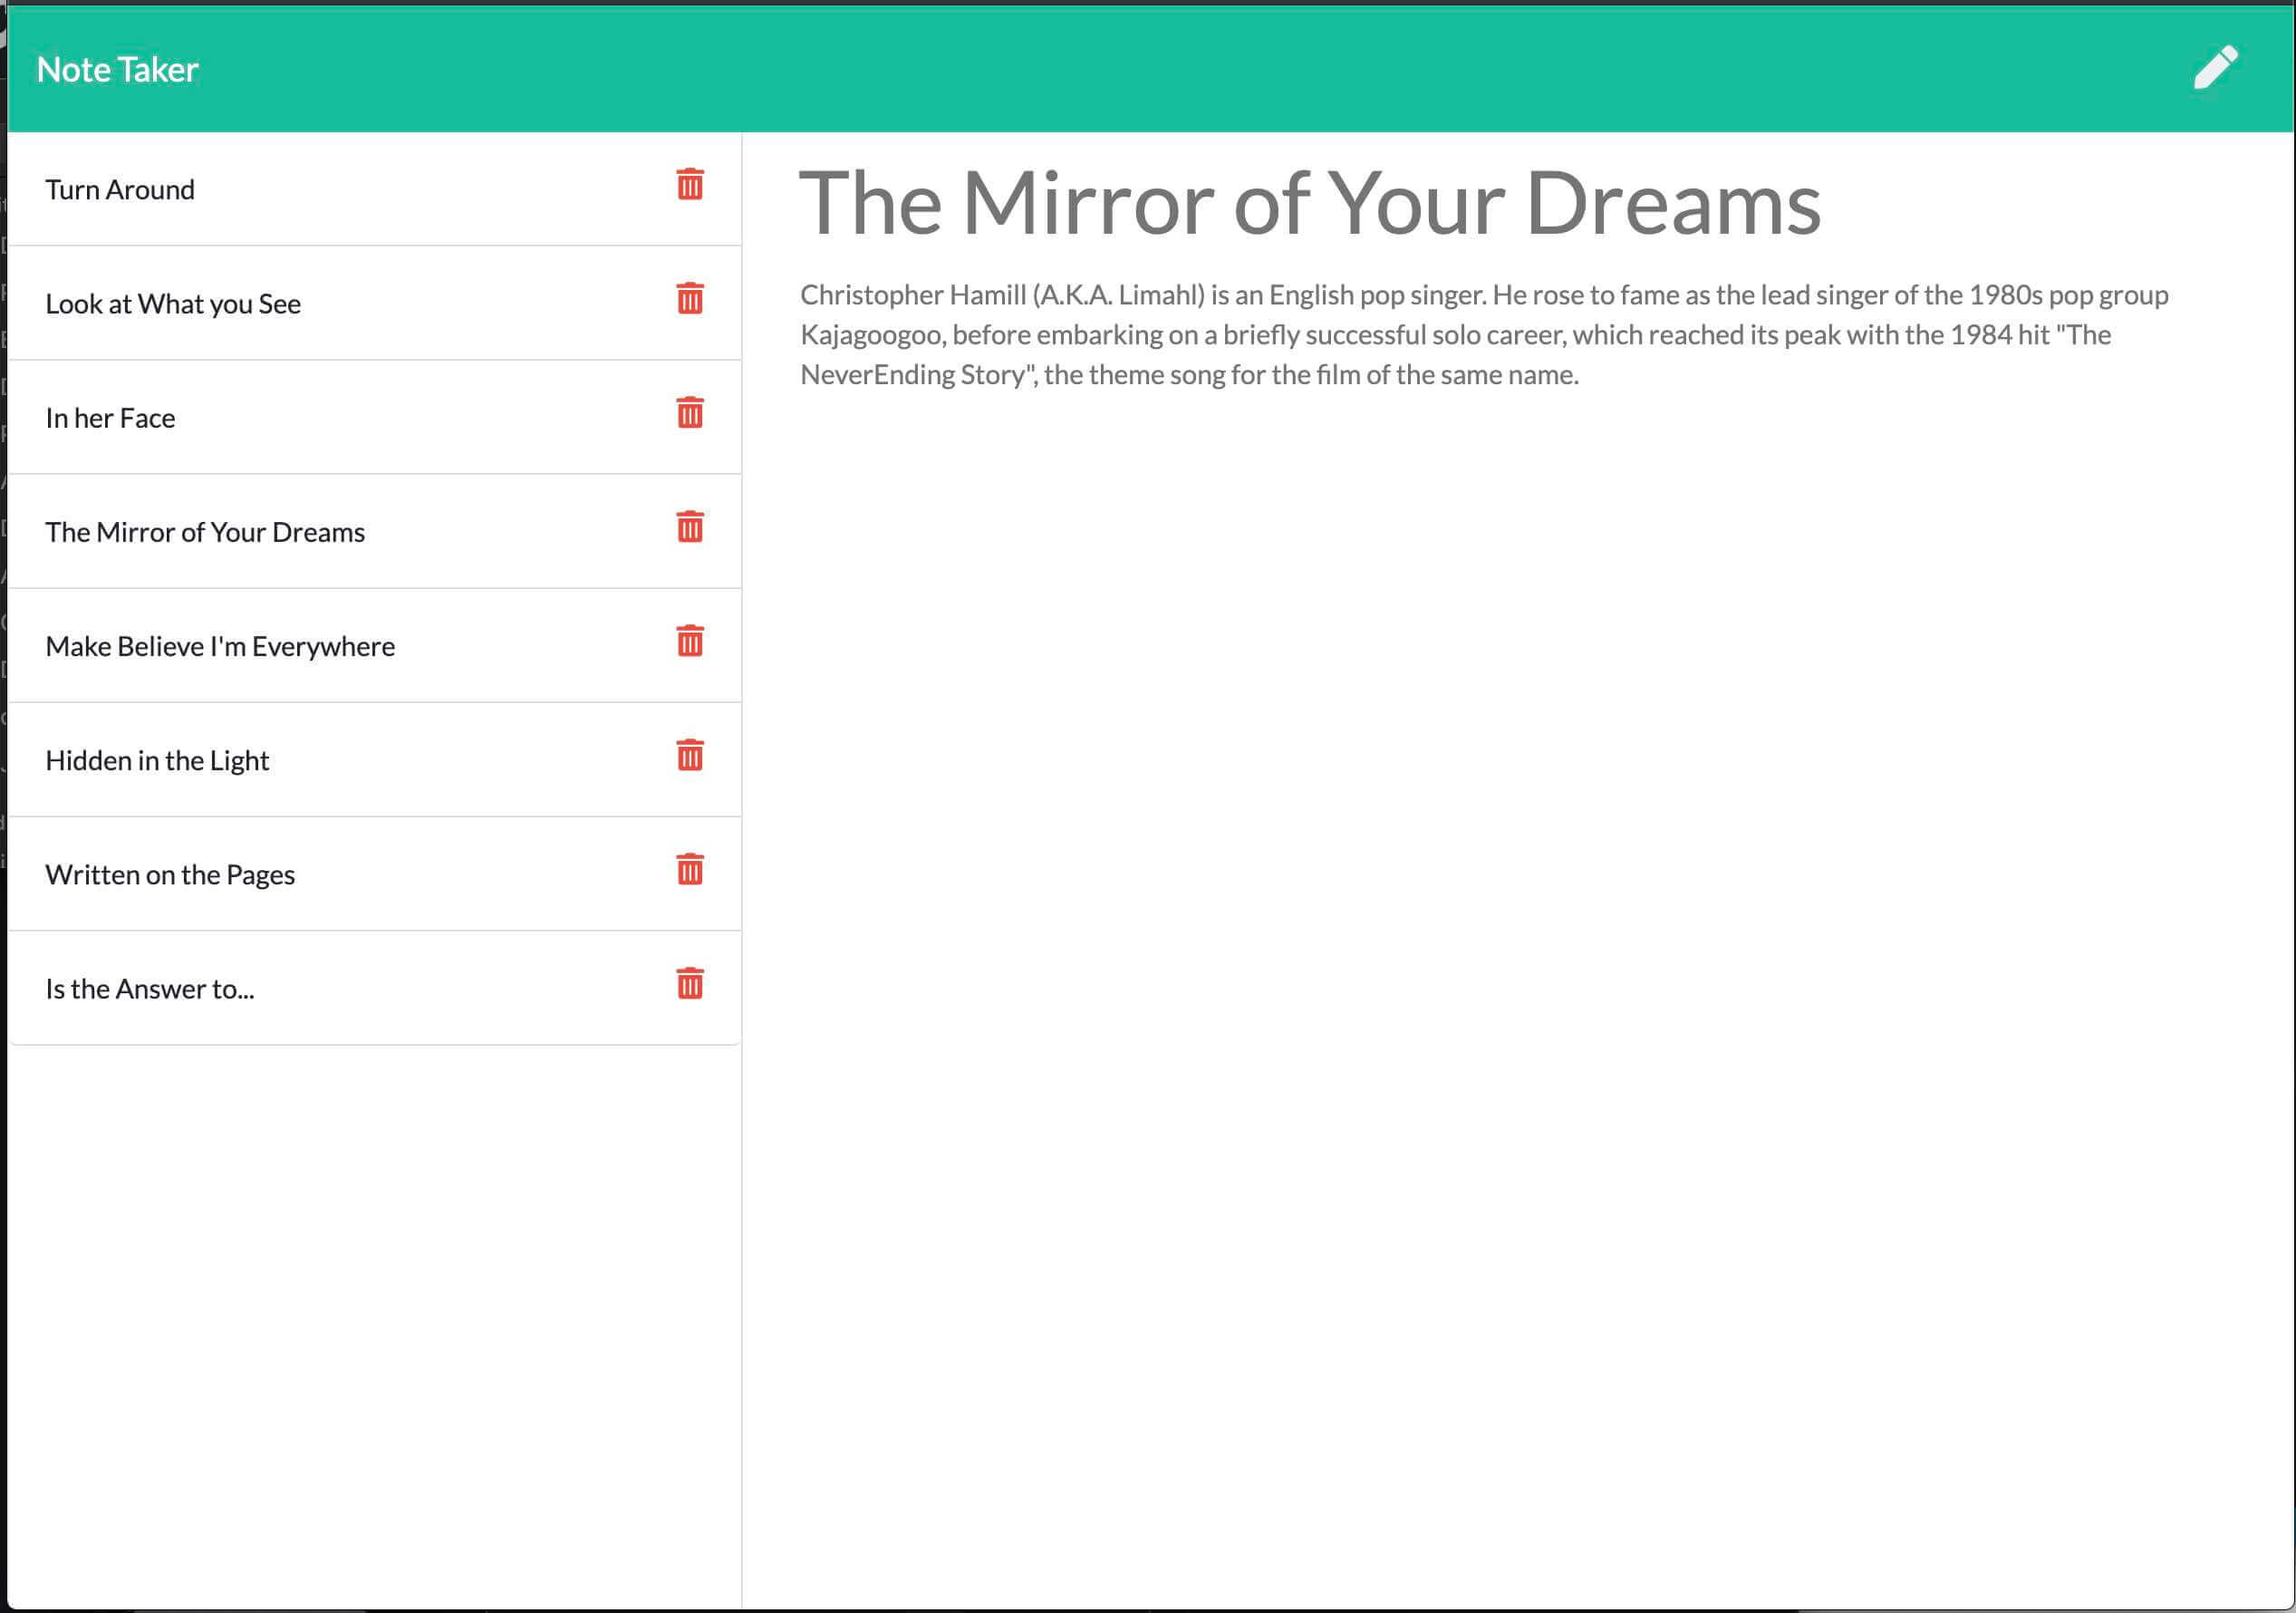 Note Taker
Turn Around
Look at What you See
In her Face
The Mirror of Your Dreams
Make Believe I'm Everywhere
Hidden in the Light
Written on the Pages
Is the Answer to...
The Mirror of Your Dreams
Christopher Hamill (A.K.A. Limahl) is an English pop singer. He rose to fame as the lead singer of the 1980s pop group
Kajagoogoo, before embarking on a briefly successful solo career, which reached its peak with the 1984 hit "The
NeverEnding Story", the theme song for the film of the same name.